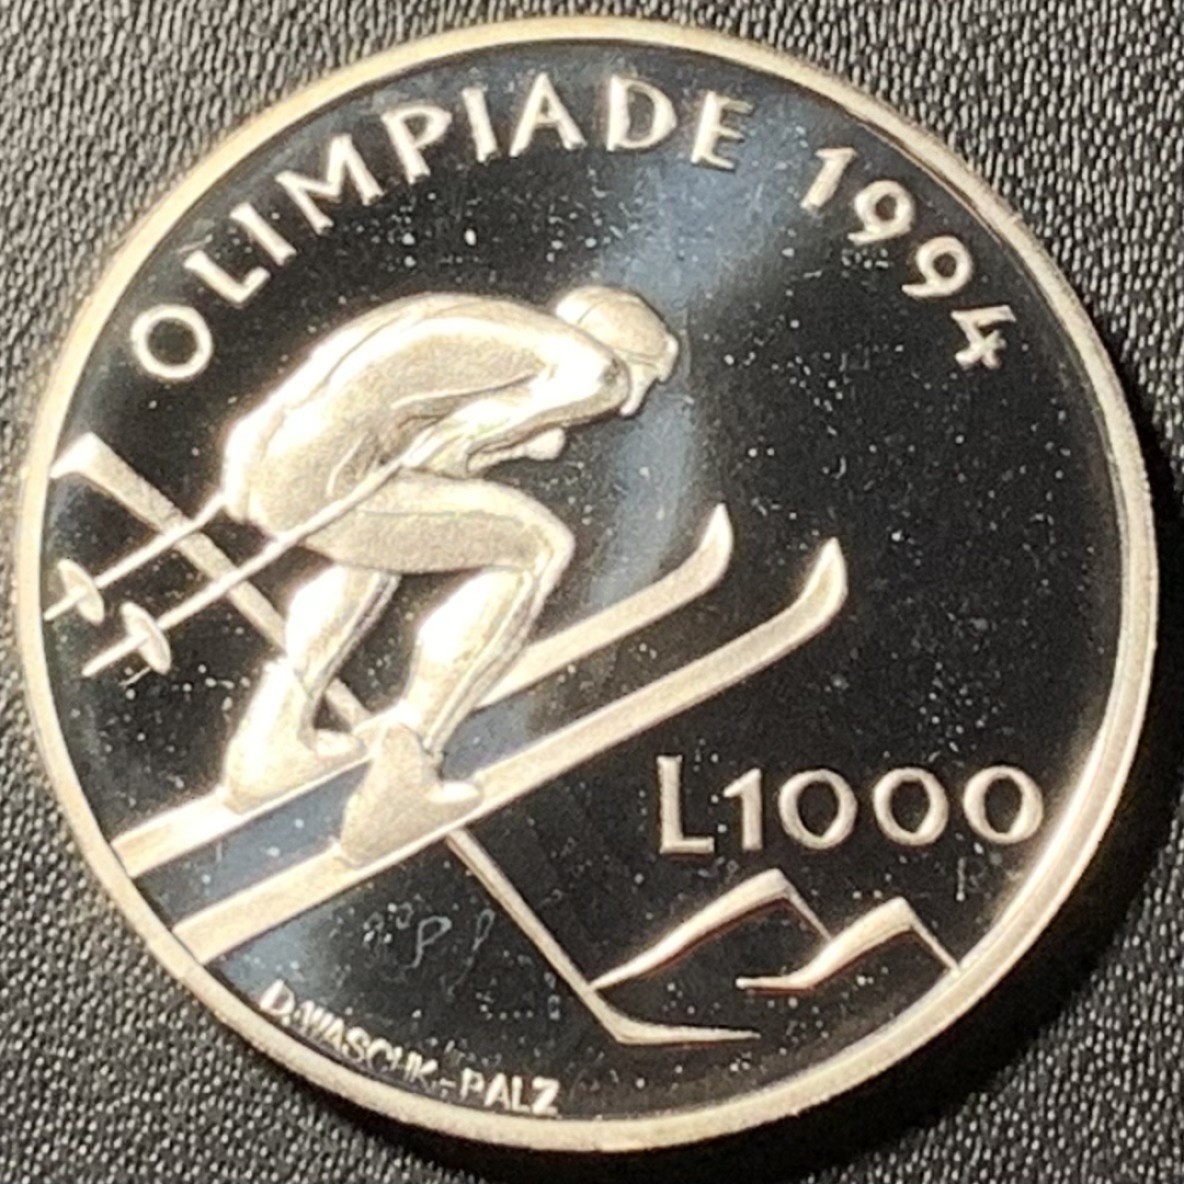 OLIMPIADE 1994
L1000
D.WASCHK-PALZ